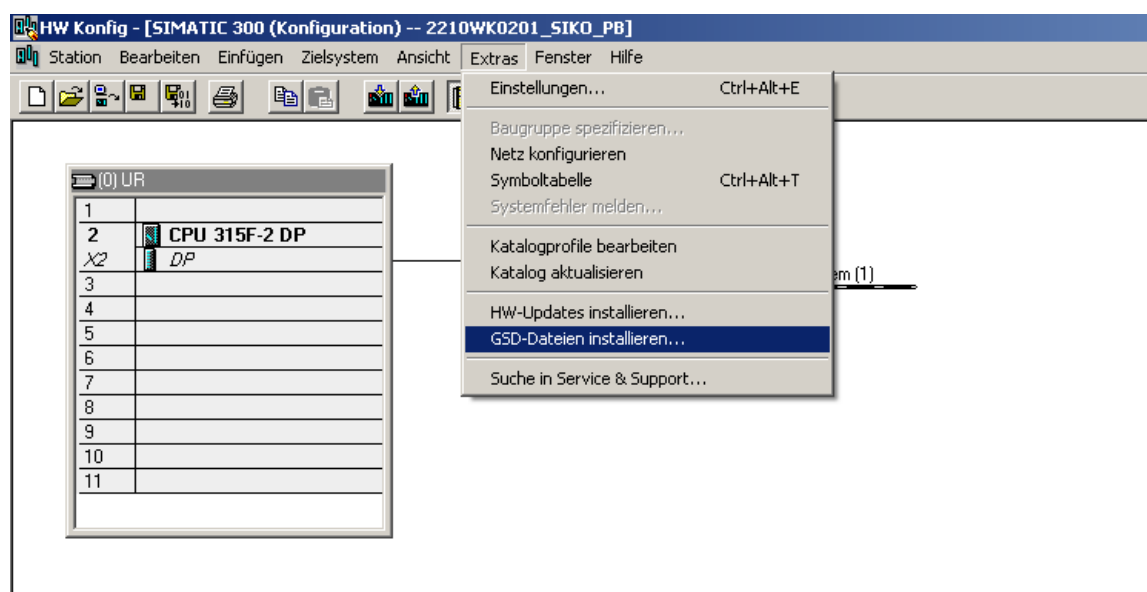 HW Konfig - [SIMATIC 300 (Konfiguration) -- 2210WK0201_SIKO_PB]
Station Bearbeiten Einfügen Zielsystem Ansicht Extras Fenster Hilfe
Einstellungen... Ctrl+Alt+E
Baugruppe spezifizieren...
Netz konfigurieren
Symboltabelle Ctrl+Alt+T
Systemfehler melden...
Katalogprofile bearbeiten
Katalog aktualisieren
HW-Updates installieren...
GSD-Dateien installieren...
Suche in Service & Support...
(0) UR
1
2 CPU 315F-2 DP
X2 DP
3
4
5
6
7
8
9
10
11
(1)